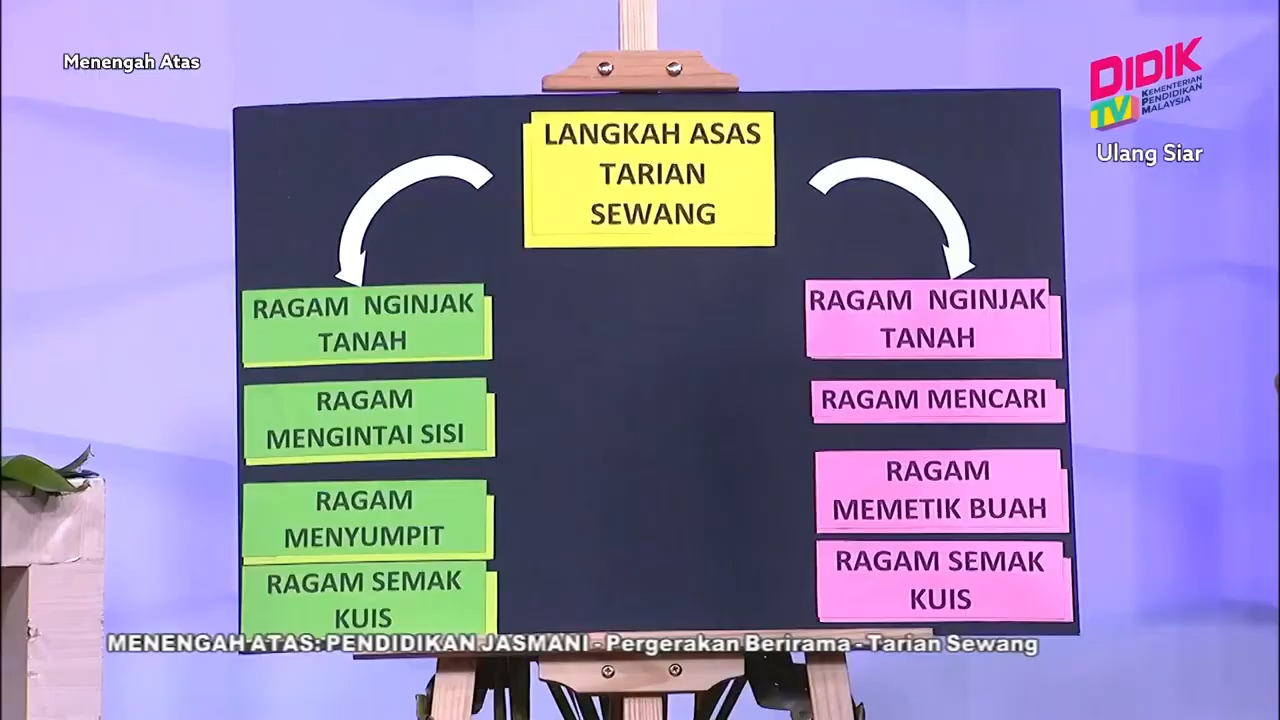 Menengah Atas
DIDIK
TV
KEMENTERIAN
PENDIDIKAN
MALAYSIA
Ulang Siar
LANGKAH ASAS
TARIAN
SEWANG
RAGAM NGINJAK
TANAH
RAGAM
MENGINTAI SISI
RAGAM
MENYUMPIT
RAGAM SEMAK
KUIS
RAGAM NGINJAK
TANAH
RAGAM MENCARI
RAGAM
MEMETIK BUAH
RAGAM SEMAK
KUIS
MENENGAH ATAS: PENDIDIKAN JASMANI - Pergerakan Berirama - Tarian Sewang